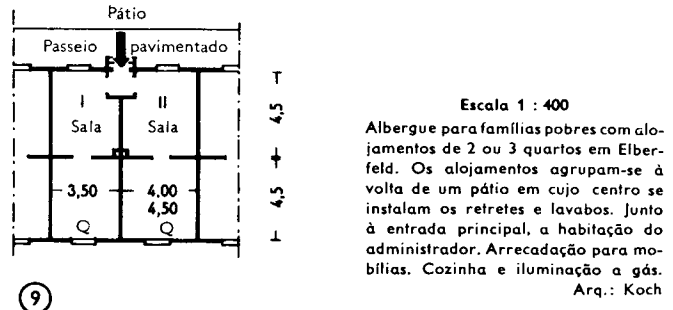 Pátio
Passeio pavimentado
I II
Sala Sala
4,5
3,50 4,00
4,50
4,5
Q Q
9
Escala 1 : 400
Albergue para famílias pobres com alo-
jamentos de 2 ou 3 quartos em Elber-
feld. Os alojamentos agrupam-se à
volta de um pátio em cujo centro se
instalam os retretes e lavabos. Junto
à entrada principal, a habitação do
administrador. Arrecadação para mo-
bílias. Cozinha e iluminação a gás.
Arq.: Koch